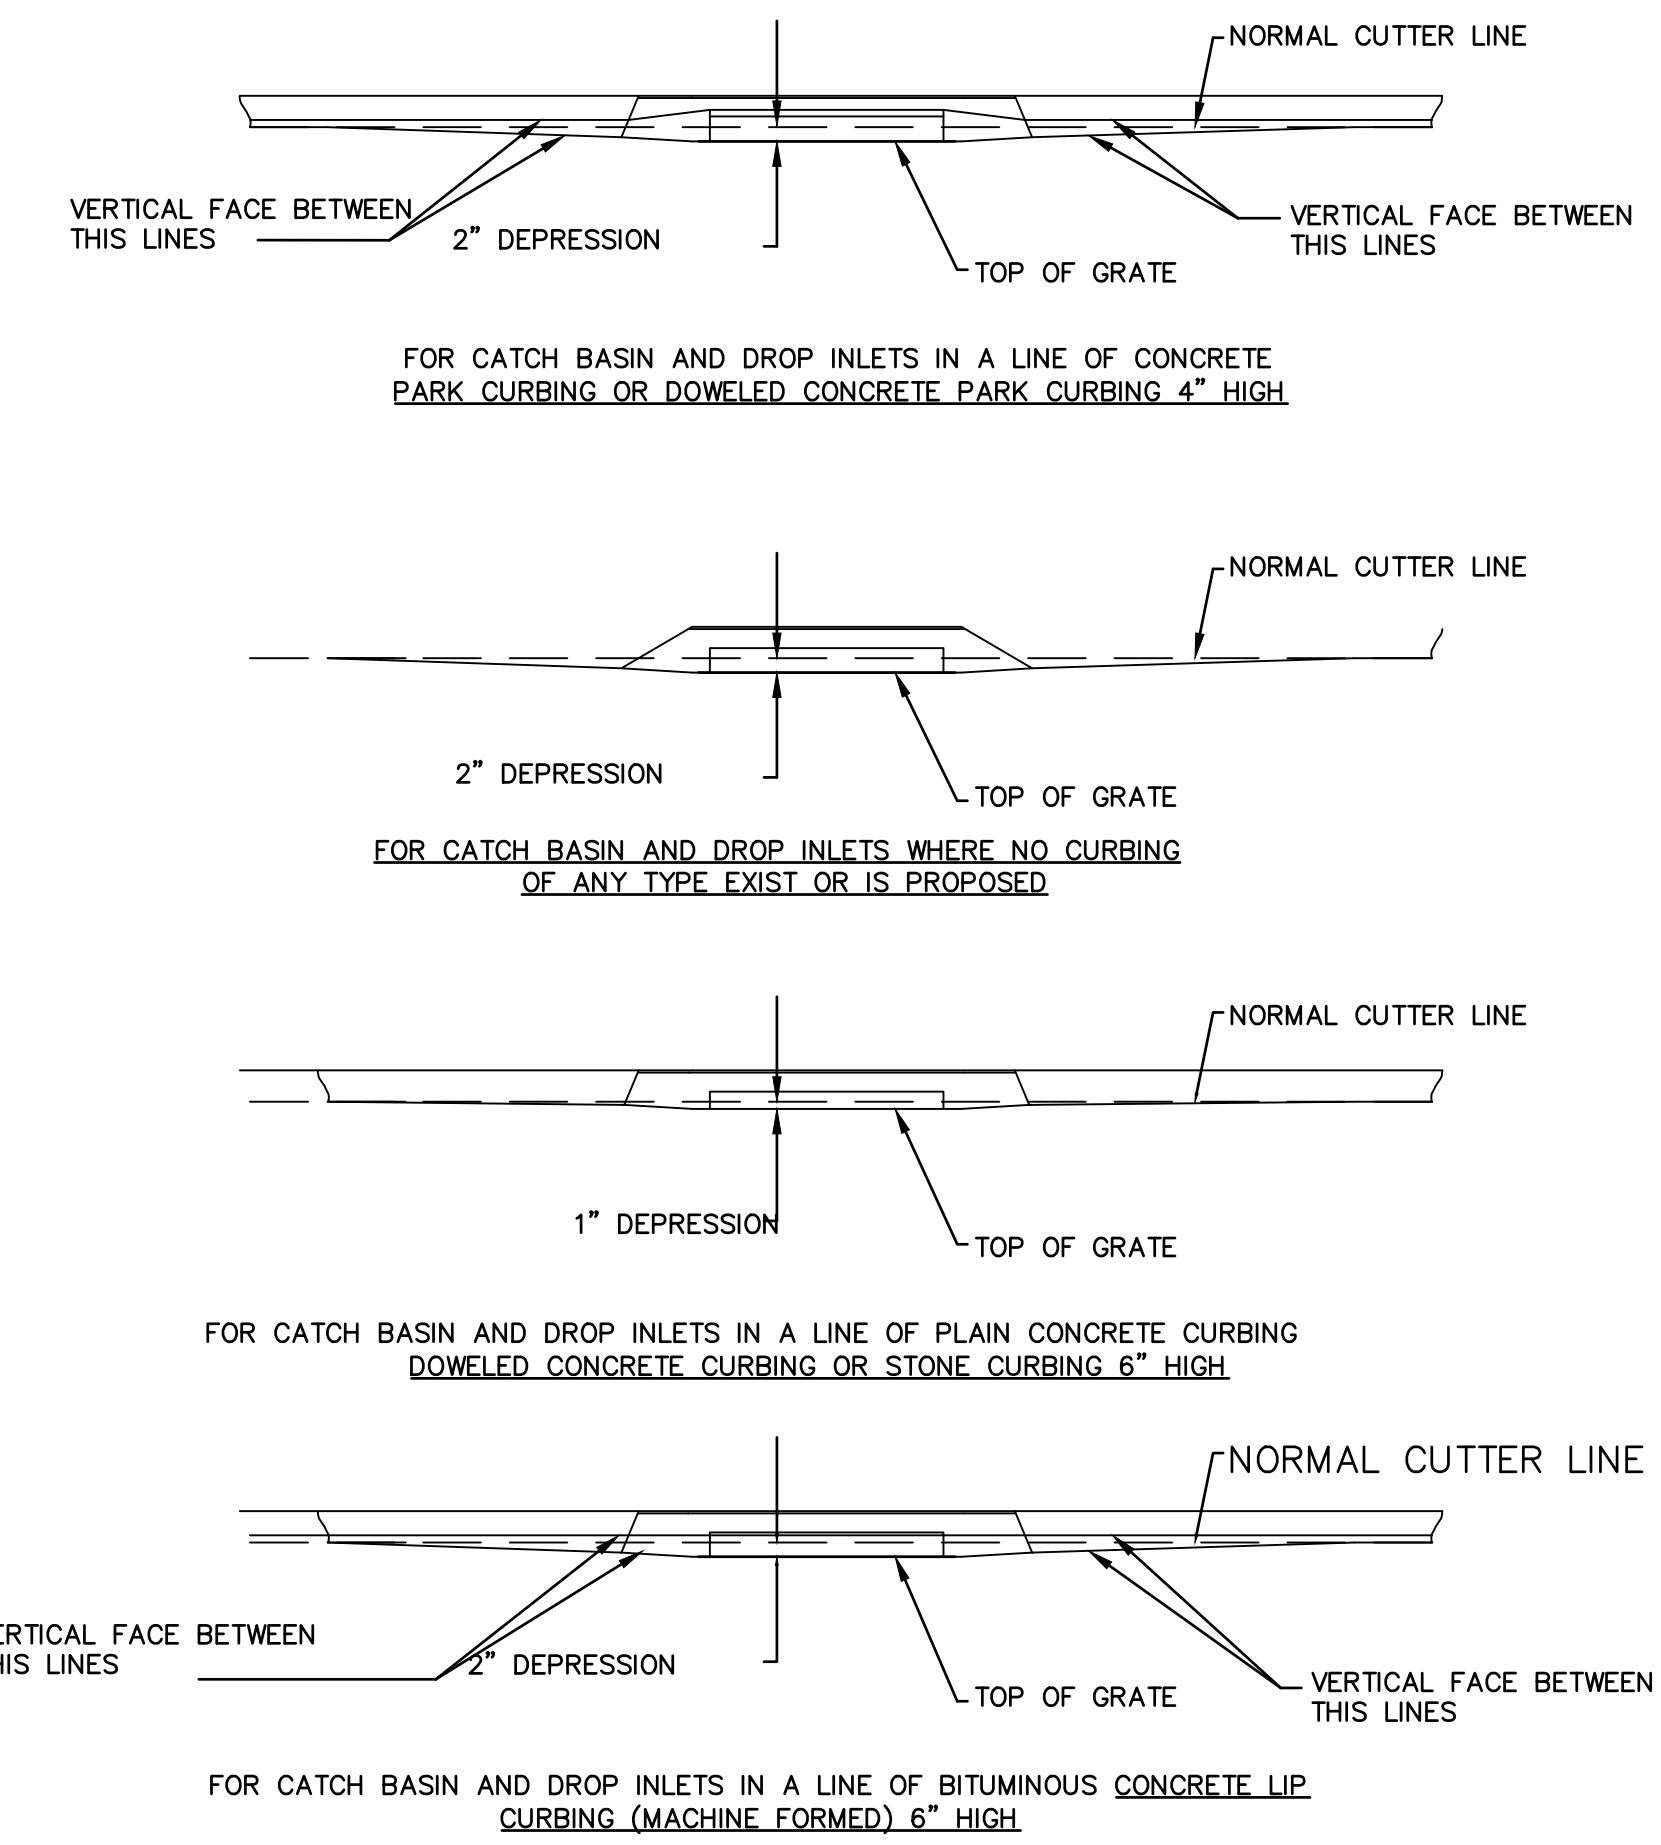 NORMAL CUTTER LINE
VERTICAL FACE BETWEEN
THIS LINES
2” DEPRESSION
VERTICAL FACE BETWEEN
THIS LINES
TOP OF GRATE
FOR CATCH BASIN AND DROP INLETS IN A LINE OF CONCRETE
PARK CURBING OR DOWELED CONCRETE PARK CURBING 4” HIGH
NORMAL CUTTER LINE
2” DEPRESSION
TOP OF GRATE
FOR CATCH BASIN AND DROP INLETS WHERE NO CURBING
OF ANY TYPE EXIST OR IS PROPOSED
NORMAL CUTTER LINE
1” DEPRESSION
TOP OF GRATE
FOR CATCH BASIN AND DROP INLETS IN A LINE OF PLAIN CONCRETE CURBING
DOWELED CONCRETE CURBING OR STONE CURBING 6” HIGH
NORMAL CUTTER LINE
ERTICAL FACE BETWEEN
HIS LINES
2” DEPRESSION
TOP OF GRATE
VERTICAL FACE BETWEEN
THIS LINES
FOR CATCH BASIN AND DROP INLETS IN A LINE OF BITUMINOUS CONCRETE LIP
CURBING (MACHINE FORMED) 6” HIGH